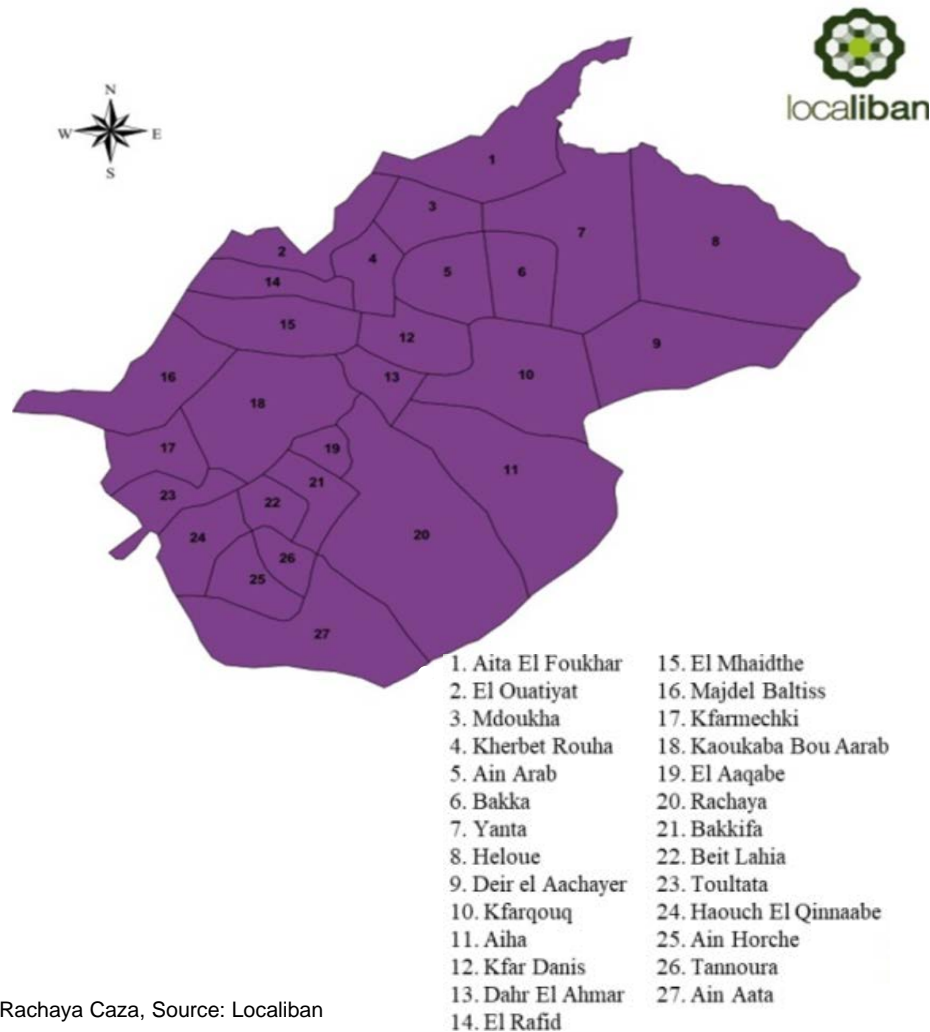 localiban
N
W E
S
1
3
7
8
2
4
5
6
14
15
12
9
16
13
10
18
17
19
11
21
23
22
20
24
26
25
27
1. Aita El Foukhar
2. El Ouatiyat
3. Mdoukha
4. Kherbet Rouha
5. Ain Arab
6. Bakka
7. Yanta
8. Heloue
9. Deir el Aachayer
10. Kfarqouq
11. Aiha
12. Kfar Danis
13. Dahr El Ahmar
14. El Rafid
15. El Mhaidthe
16. Majdel Baltiss
17. Kfarmechki
18. Kaoukaba Bou Aarab
19. El Aaqabe
20. Rachaya
21. Bakkifa
22. Beit Lahia
23. Toultata
24. Haouch El Qinnaabe
25. Ain Horche
26. Tannoura
27. Ain Aata
Rachaya Caza, Source: Localiban